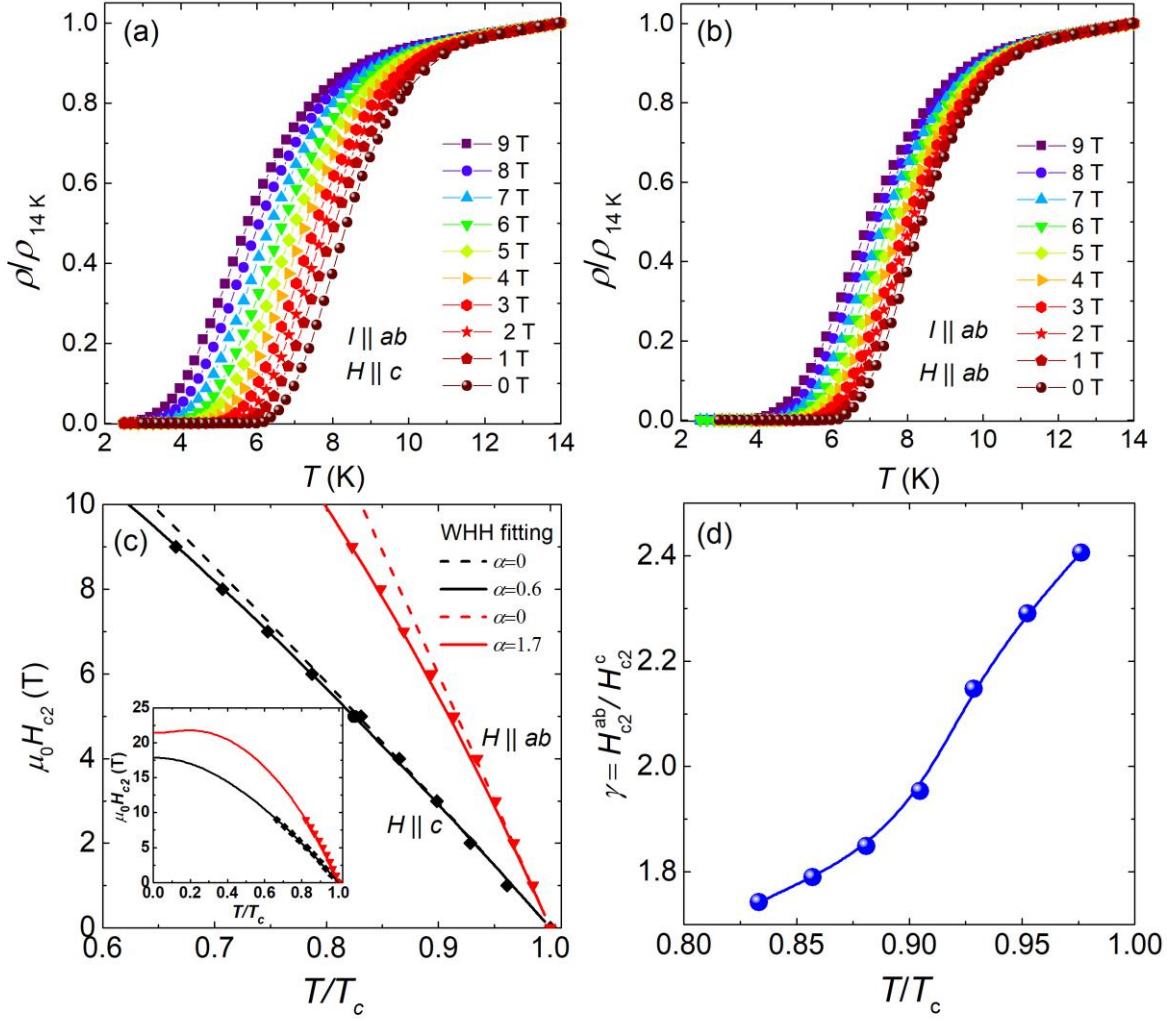 (a)
1.0
0.8
0.6
0.4
0.2
0.0
ρ/ρ14 K
9 T
8 T
7 T
6 T
5 T
4 T
3 T
2 T
1 T
0 T
I || ab
H || c
2 4 6 8 10 12 14
T (K)
(b)
1.0
0.8
0.6
0.4
0.2
0.0
ρ/ρ14 K
9 T
8 T
7 T
6 T
5 T
4 T
3 T
2 T
1 T
0 T
I || ab
H || ab
2 4 6 8 10 12 14
T (K)
(c)
10
8
6
4
2
0
μ0Hc2 (T)
WHH fitting
α=0
α=0.6
α=0
α=1.7
H || ab
H || c
25
20
15
10
5
0
μ0Hc2 (T)
0.0 0.2 0.4 0.6 0.8 1.0
T/Tc
0.6 0.7 0.8 0.9 1.0
T/Tc
(d)
2.4
2.2
2.0
1.8
γ = Hc2ab/ Hc2c
0.80 0.85 0.90 0.95 1.00
T/Tc